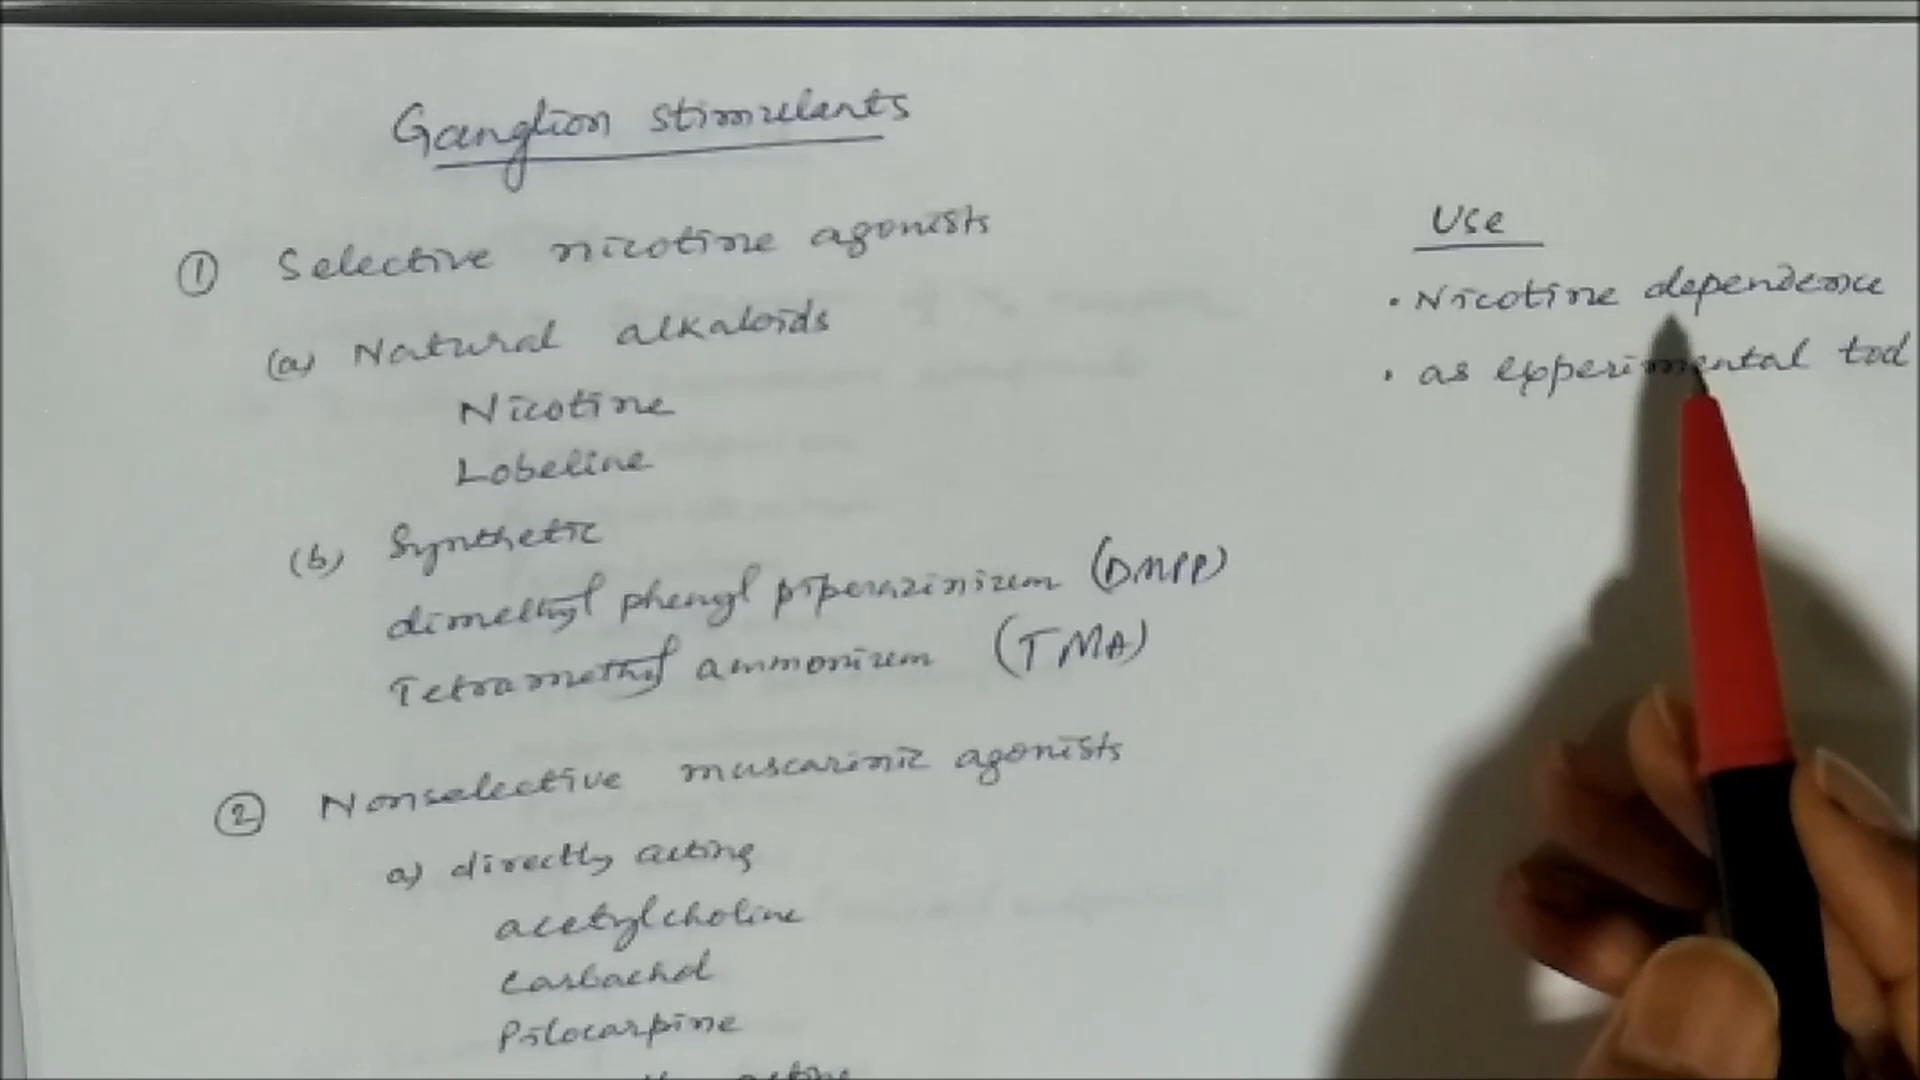 Ganglion stimulants
① Selective nicotine agonists
(a) Natural alkaloids
Nicotine
Lobeline
(b) Synthetic
dimethyl phenyl piperazinium (DMPP)
Tetramethyl ammonium (TMA)
② Nonselective muscarinic agonists
a) directly acting
acetylcholine
Carbachol
Pilocarpine
acting
Use
• Nicotine dependence
• as experimental tool